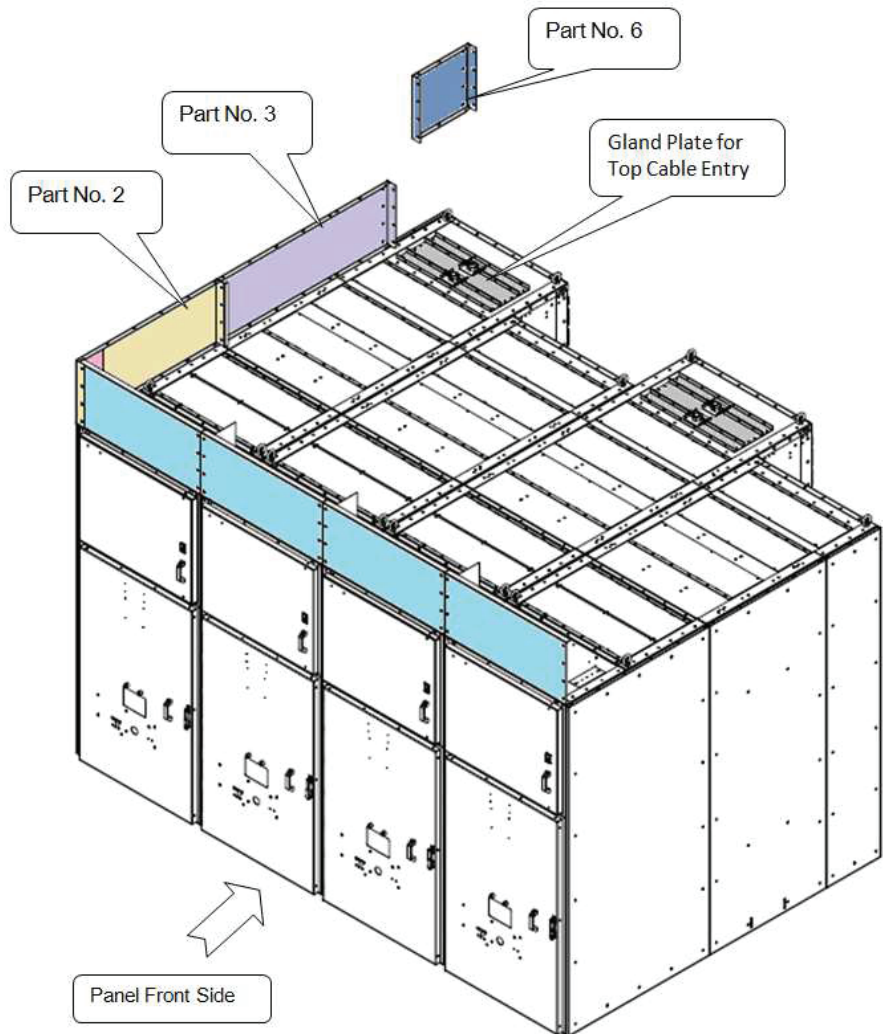 Part No. 6
Part No. 3
Gland Plate for
Top Cable Entry
Part No. 2
Panel Front Side